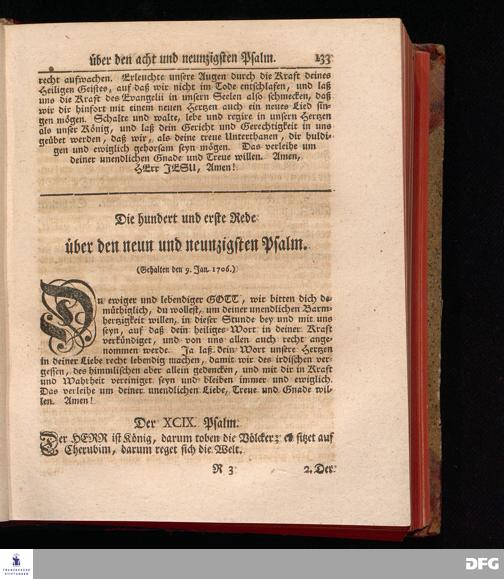 über den acht und neunzigsten Psalm. 133
recht aufwachen. Erleuchte unsere Augen durch die Kraft deines
Heiligen Geistes, auf daß wir nicht im Tode entschlafen, und laß
uns die Kraft des Evangelii in unsern Seelen also schmecken, daß
wir dir hinfort mit einem neuen Hertzen auch ein neues Lied sin-
gen mögen. Schalte und walte, lebe und regire in unsern Hertzen
als unser König, und laß dein Gericht und Gerechtigkeit in uns
geübet werden, daß wir, als deine treue Unterthanen, dir huldi-
gen und ewiglich gehorsam seyn mögen. Das verleihe um
deiner unendlichen Gnade und Treue willen. Amen,
HErr JESU, Amen!
Die hundert und erste Rede
über den neun und neunzigsten Psalm.
(Gehalten den 9. Jan. 1706.)
Du ewiger und lebendiger GOTT, wir bitten dich de-
müthiglich, du wollest, um deiner unendlichen Barm-
hertzigkeit willen, in dieser Stunde bey und mit uns
seyn, auf daß dein heiliges Wort in deiner Kraft
verkündiget, und von uns allen auch recht ange-
nommen werde. Ja laß dein Wort unsere Hertzen
in deiner Liebe recht lebendig machen, damit wir des irdischen ver-
gessen, des himmlischen aber allein gedencken, und mit dir in Kraft
und Wahrheit vereiniget seyn und bleiben immer und ewiglich.
Das verleihe um deiner unendlichen Liebe, Treue und Gnade wil-
len. Amen!
Der XCIX. Psalm.
Der HERR ist König, darum toben die Völcker; er sitzet auf
Cherubim, darum reget sich die Welt.
R 3 2. Der
FRANCKESCHE
STIFTUNGEN
DFG